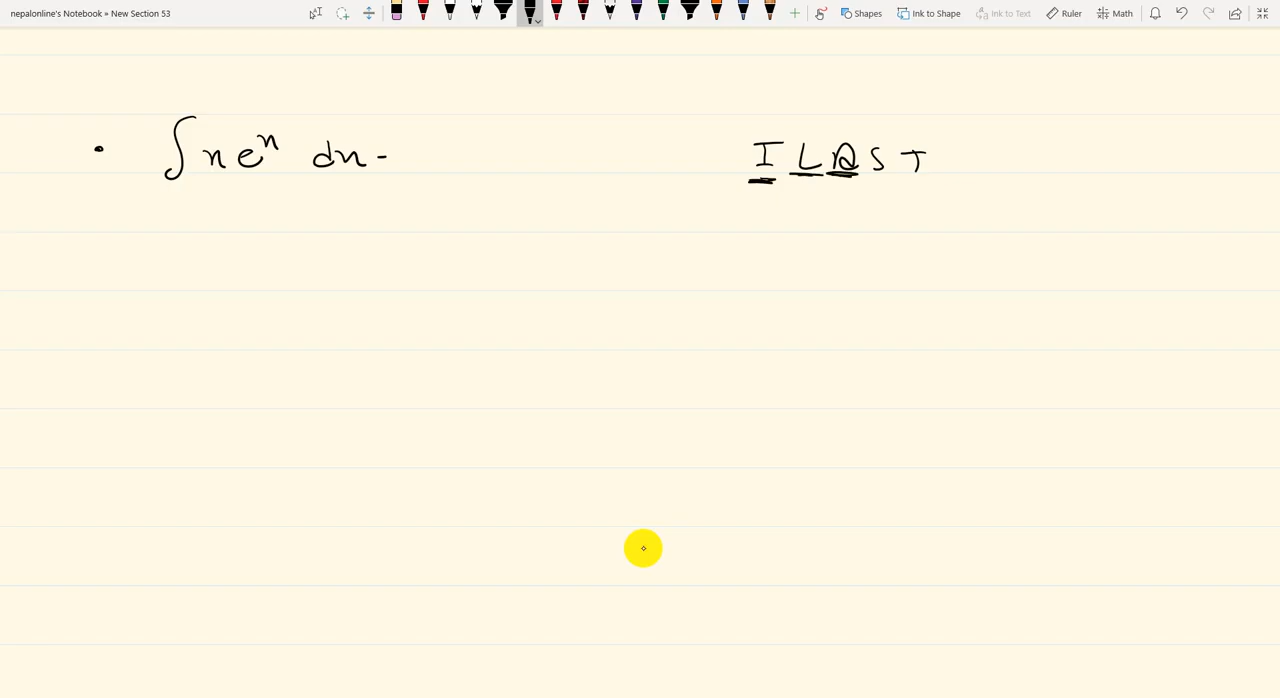 nepalonline's Notebook » New Section 53
Shapes Ink to Shape Ink to Text Ruler Math
• ∫ x eˣ dx - I L A S T